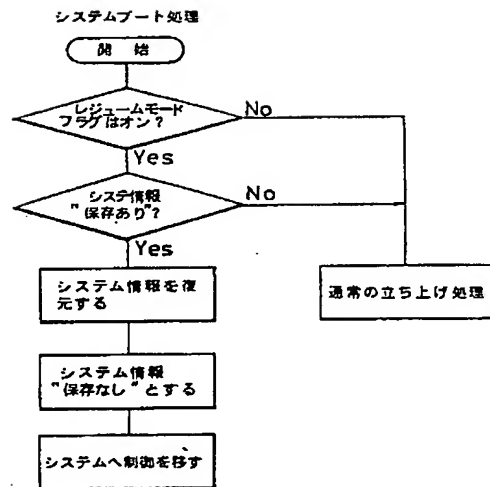 システムブート処理
開始
レジュームモード
フラグはオン?
No
Yes
システ情報
"保存あり"?
No
Yes
システム情報を復
元する
通常の立ち上げ処理
システム情報
"保存なし"とする
システムへ制御を移す